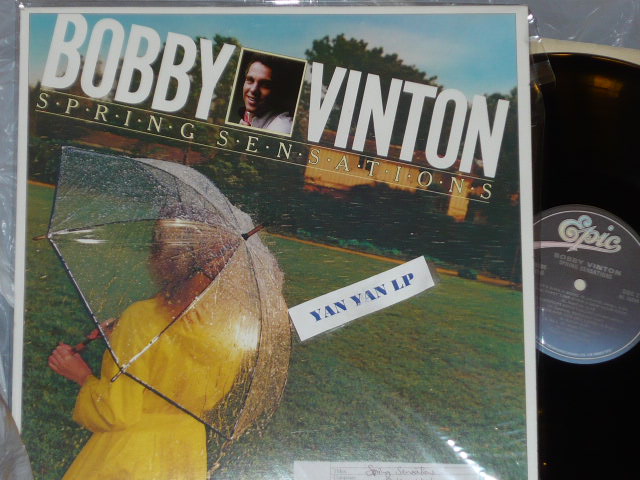 BOBBY VINTON
S·P·R·I·N·G S·E·N·S·A·T·I·O·N·S
YAN YAN LP
Spring Sensations
Epic
BOBBY VINTON
SPRING SENSATIONS